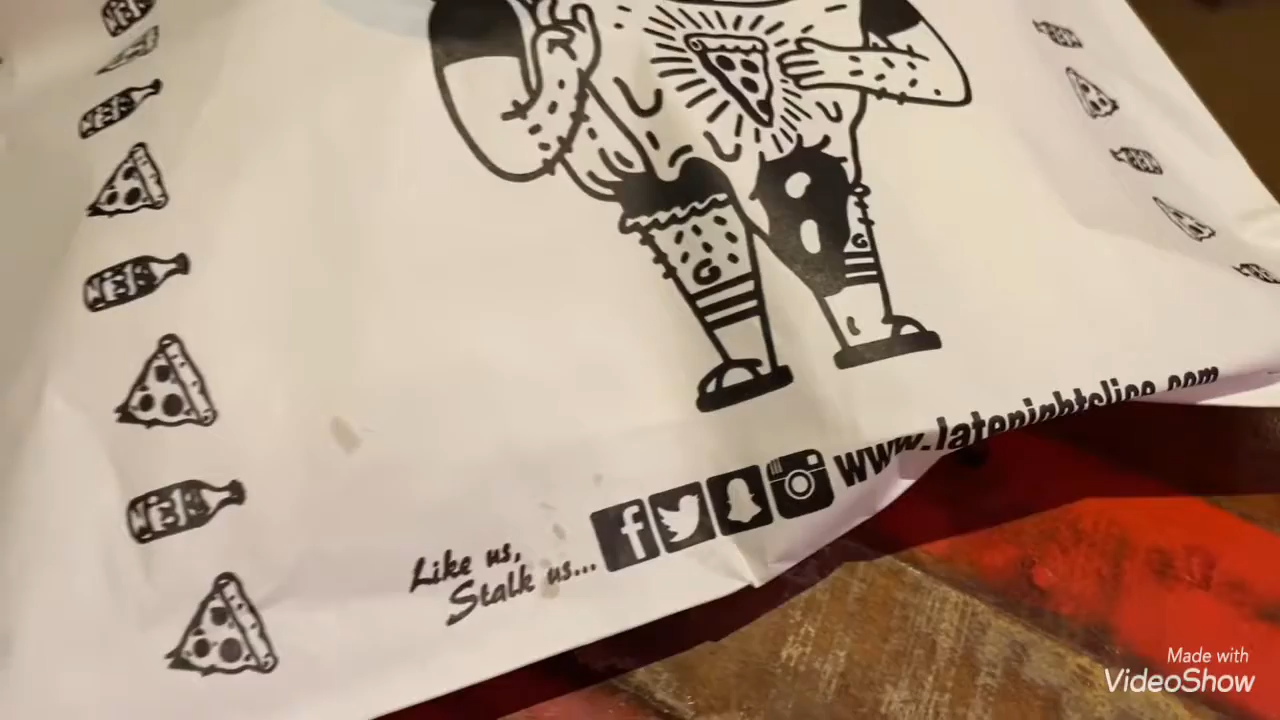 Like us,
Stalk us...
www.latenightslice.com
Made with
VideoShow